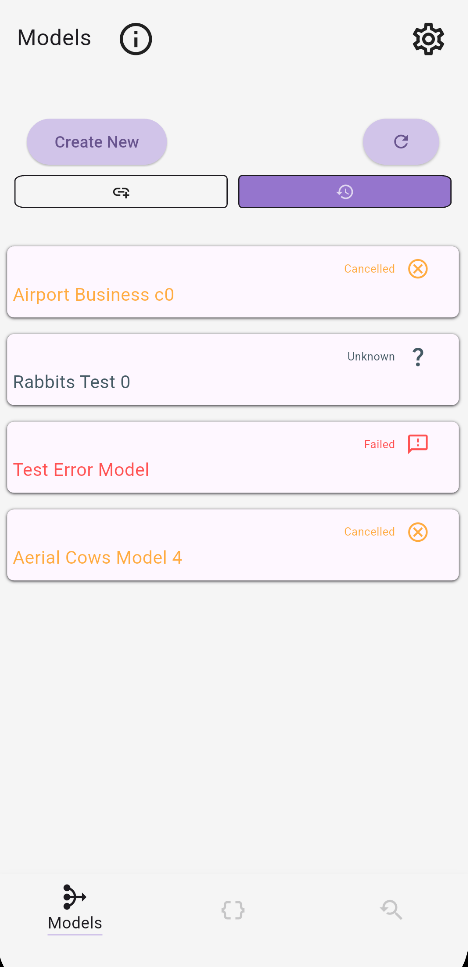 Models
Create New
Cancelled
Airport Business c0
Unknown
Rabbits Test 0
Failed
Test Error Model
Cancelled
Aerial Cows Model 4
Models